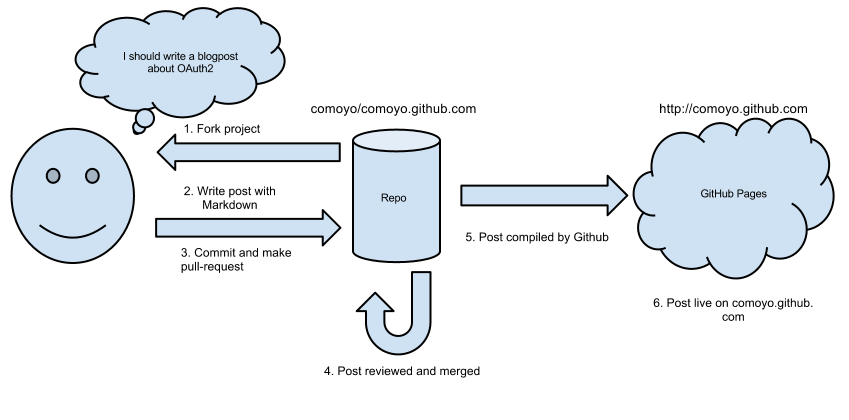 I should write a blogpost
about OAuth2
comoyo/comoyo.github.com
http://comoyo.github.com
1. Fork project
2. Write post with
Markdown
Repo
GitHub Pages
3. Commit and make
pull-request
5. Post compiled by Github
6. Post live on comoyo.github.
com
4. Post reviewed and merged